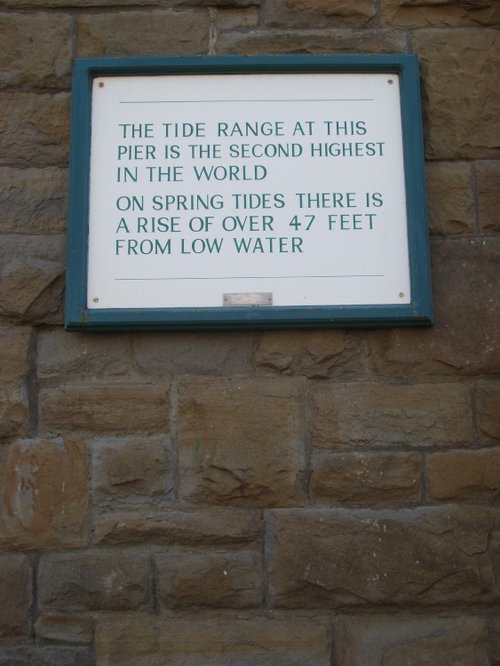 THE TIDE RANGE AT THIS
PIER IS THE SECOND HIGHEST
IN THE WORLD
ON SPRING TIDES THERE IS
A RISE OF OVER 47 FEET
FROM LOW WATER